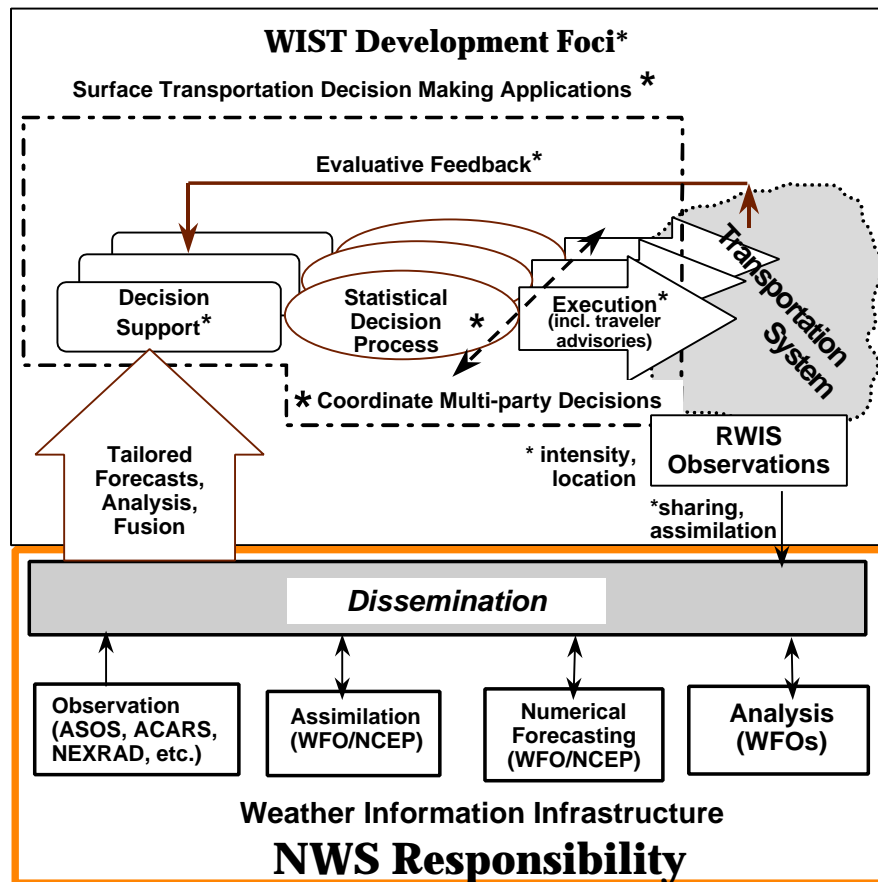 WIST Development Foci*
Surface Transportation Decision Making Applications *
Evaluative Feedback*
Decision
Support*
Statistical
Decision
Process
*
Execution*
(incl. traveler
advisories)
Transportation
System
* Coordinate Multi-party Decisions
Tailored
Forecasts,
Analysis,
Fusion
* intensity,
location
RWIS
Observations
*sharing,
assimilation
Dissemination
Observation
(ASOS, ACARS,
NEXRAD, etc.)
Assimilation
(WFO/NCEP)
Numerical
Forecasting
(WFO/NCEP)
Analysis
(WFOs)
Weather Information Infrastructure
NWS Responsibility